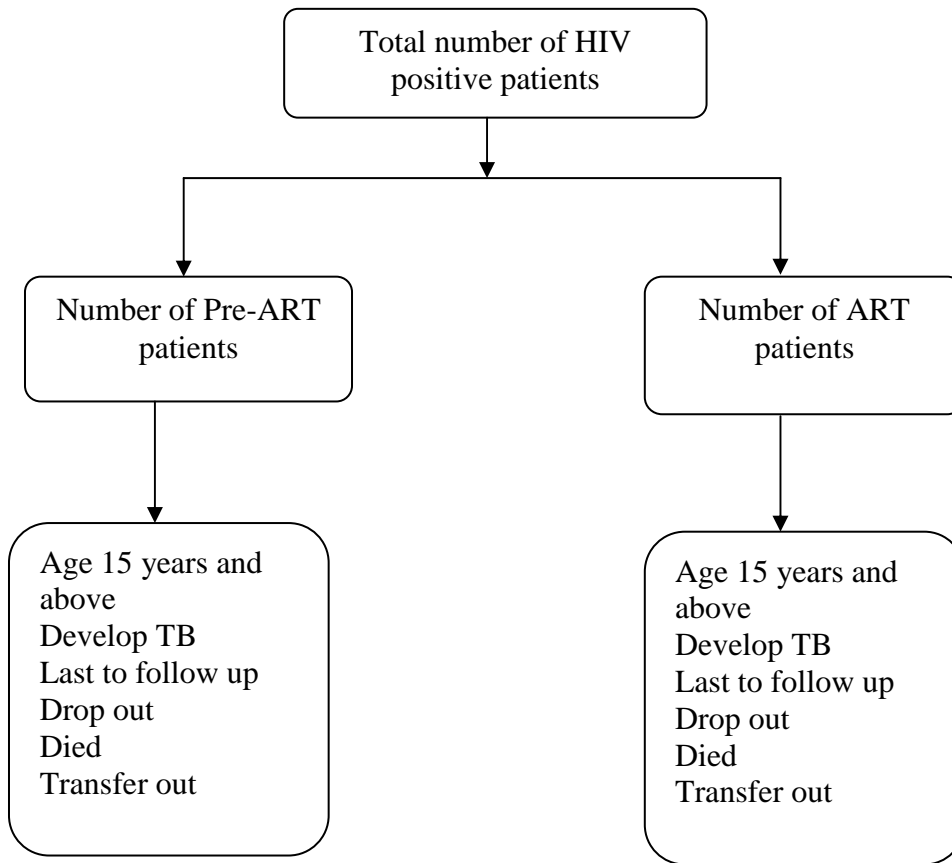 Total number of HIV
positive patients
Number of Pre-ART
patients
Number of ART
patients
Age 15 years and
above
Develop TB
Last to follow up
Drop out
Died
Transfer out
Age 15 years and
above
Develop TB
Last to follow up
Drop out
Died
Transfer out